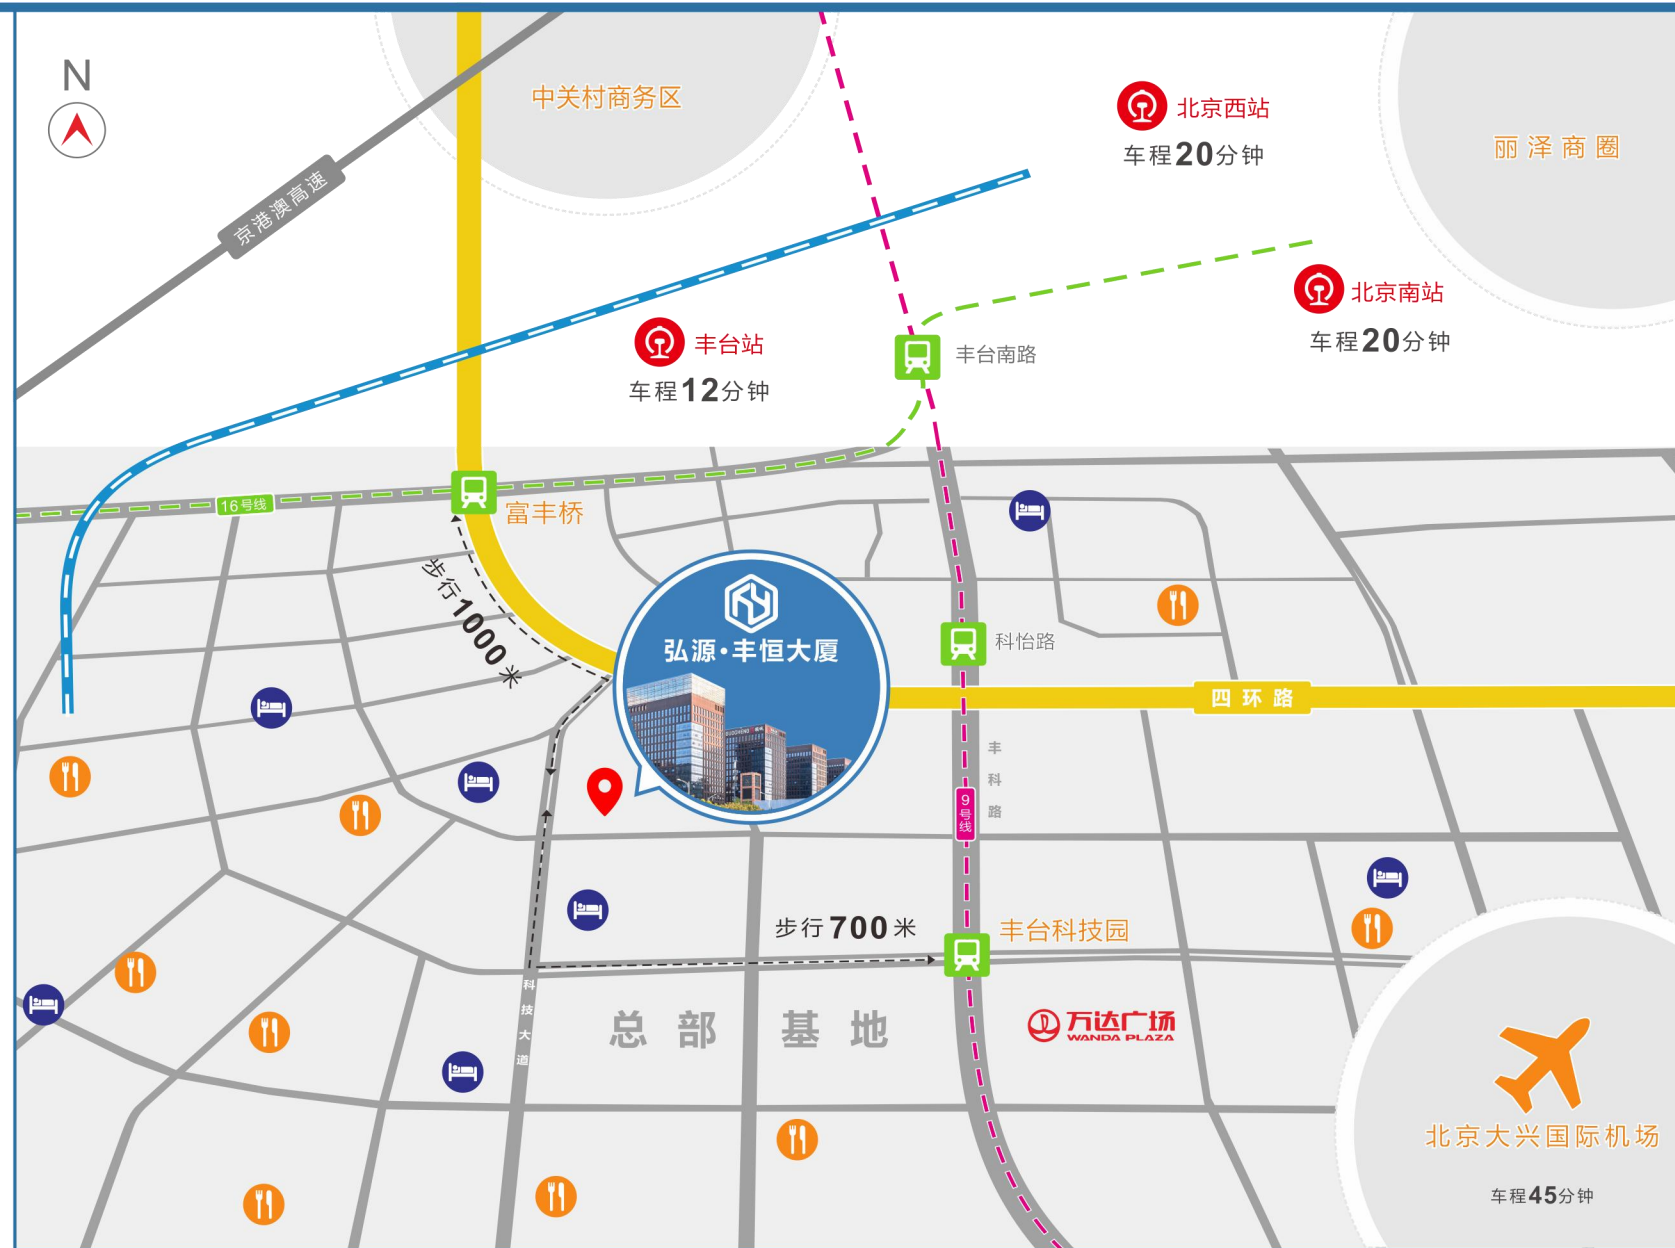 N
中关村商务区
北京西站
车程20分钟
丽泽商圈
京港澳高速
北京南站
车程20分钟
丰台站
车程12分钟
丰台南路
16号线
富丰桥
步行1000米
弘源·丰恒大厦
科怡路
四环路
丰科路
9号线
步行700米
丰台科技园
科技大道
总部基地
万达广场
WANDA PLAZA
北京大兴国际机场
车程45分钟